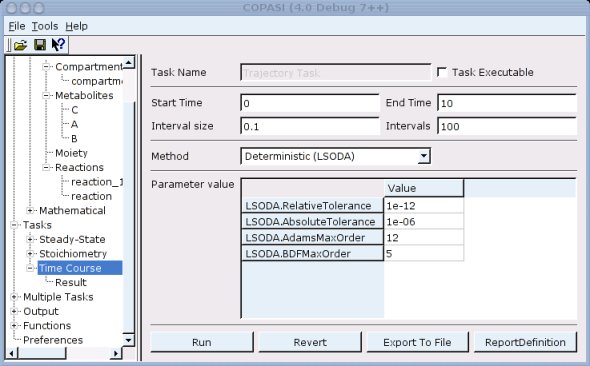 COPASI (4.0 Debug 7++)
File Tools Help
Compartment
compartme
Metabolites
C
A
B
Moiety
Reactions
reaction_1
reaction
Mathematical
Tasks
Steady-State
Stoichiometry
Time Course
Result
Multiple Tasks
Output
Functions
Preferences
Task Name Trajectory Task Task Executable
Start Time 0 End Time 10
Interval size 0.1 Intervals 100
Method Deterministic (LSODA)
Parameter value Value
LSODA.RelativeTolerance 1e-12
LSODA.AbsoluteTolerance 1e-06
LSODA.AdamsMaxOrder 12
LSODA.BDFMaxOrder 5
Run Revert Export To File ReportDefinition